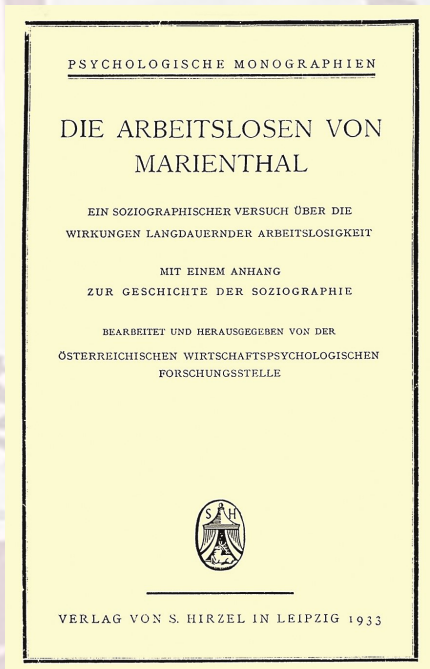 PSYCHOLOGISCHE MONOGRAPHIEN
DIE ARBEITSLOSEN VON
MARIENTHAL
EIN SOZIOGRAPHISCHER VERSUCH ÜBER DIE
WIRKUNGEN LANGDAUERNDER ARBEITSLOSIGKEIT
MIT EINEM ANHANG
ZUR GESCHICHTE DER SOZIOGRAPHIE
BEARBEITET UND HERAUSGEGEBEN VON DER
ÖSTERREICHISCHEN WIRTSCHAFTSPSYCHOLOGISCHEN
FORSCHUNGSSTELLE
S H
VERLAG VON S. HIRZEL IN LEIPZIG 1933